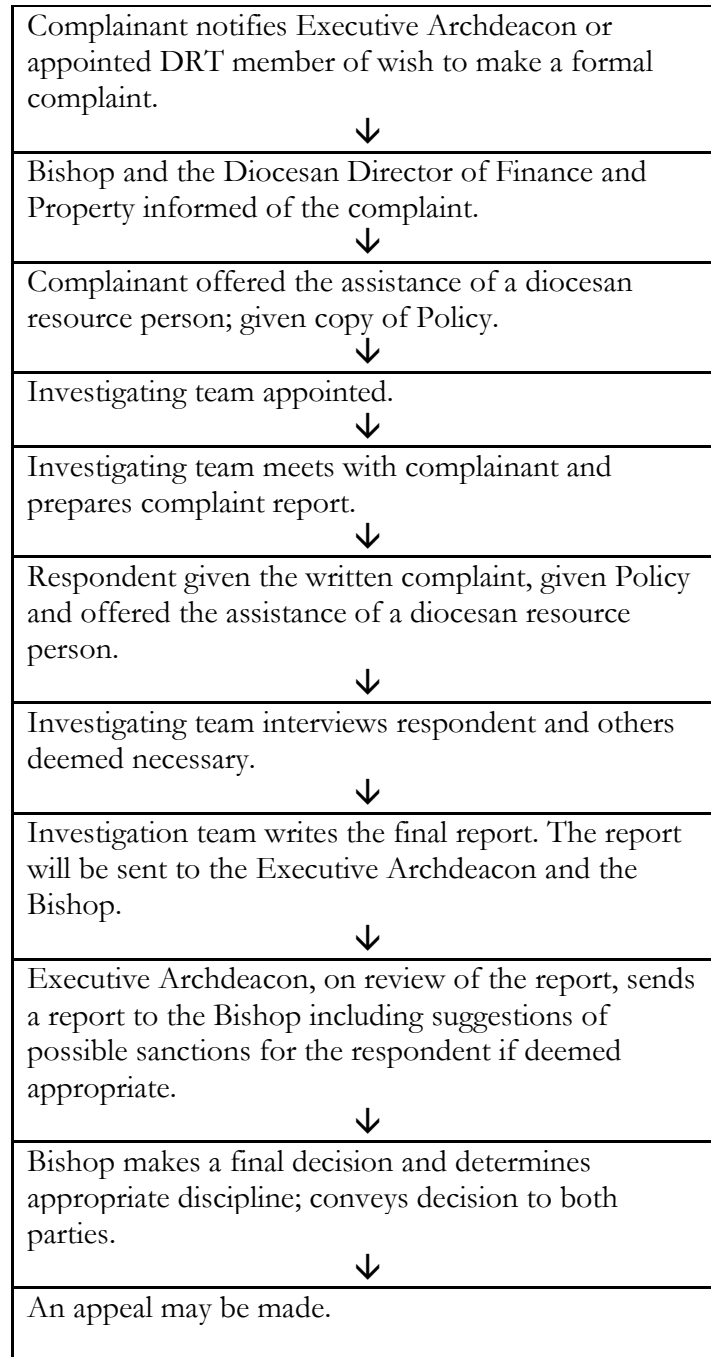 Complainant notifies Executive Archdeacon or
appointed DRT member of wish to make a formal
complaint.
↓
Bishop and the Diocesan Director of Finance and
Property informed of the complaint.
↓
Complainant offered the assistance of a diocesan
resource person; given copy of Policy.
↓
Investigating team appointed.
↓
Investigating team meets with complainant and
prepares complaint report.
↓
Respondent given the written complaint, given Policy
and offered the assistance of a diocesan resource
person.
↓
Investigating team interviews respondent and others
deemed necessary.
↓
Investigation team writes the final report. The report
will be sent to the Executive Archdeacon and the
Bishop.
↓
Executive Archdeacon, on review of the report, sends
a report to the Bishop including suggestions of
possible sanctions for the respondent if deemed
appropriate.
↓
Bishop makes a final decision and determines
appropriate discipline; conveys decision to both
parties.
↓
An appeal may be made.